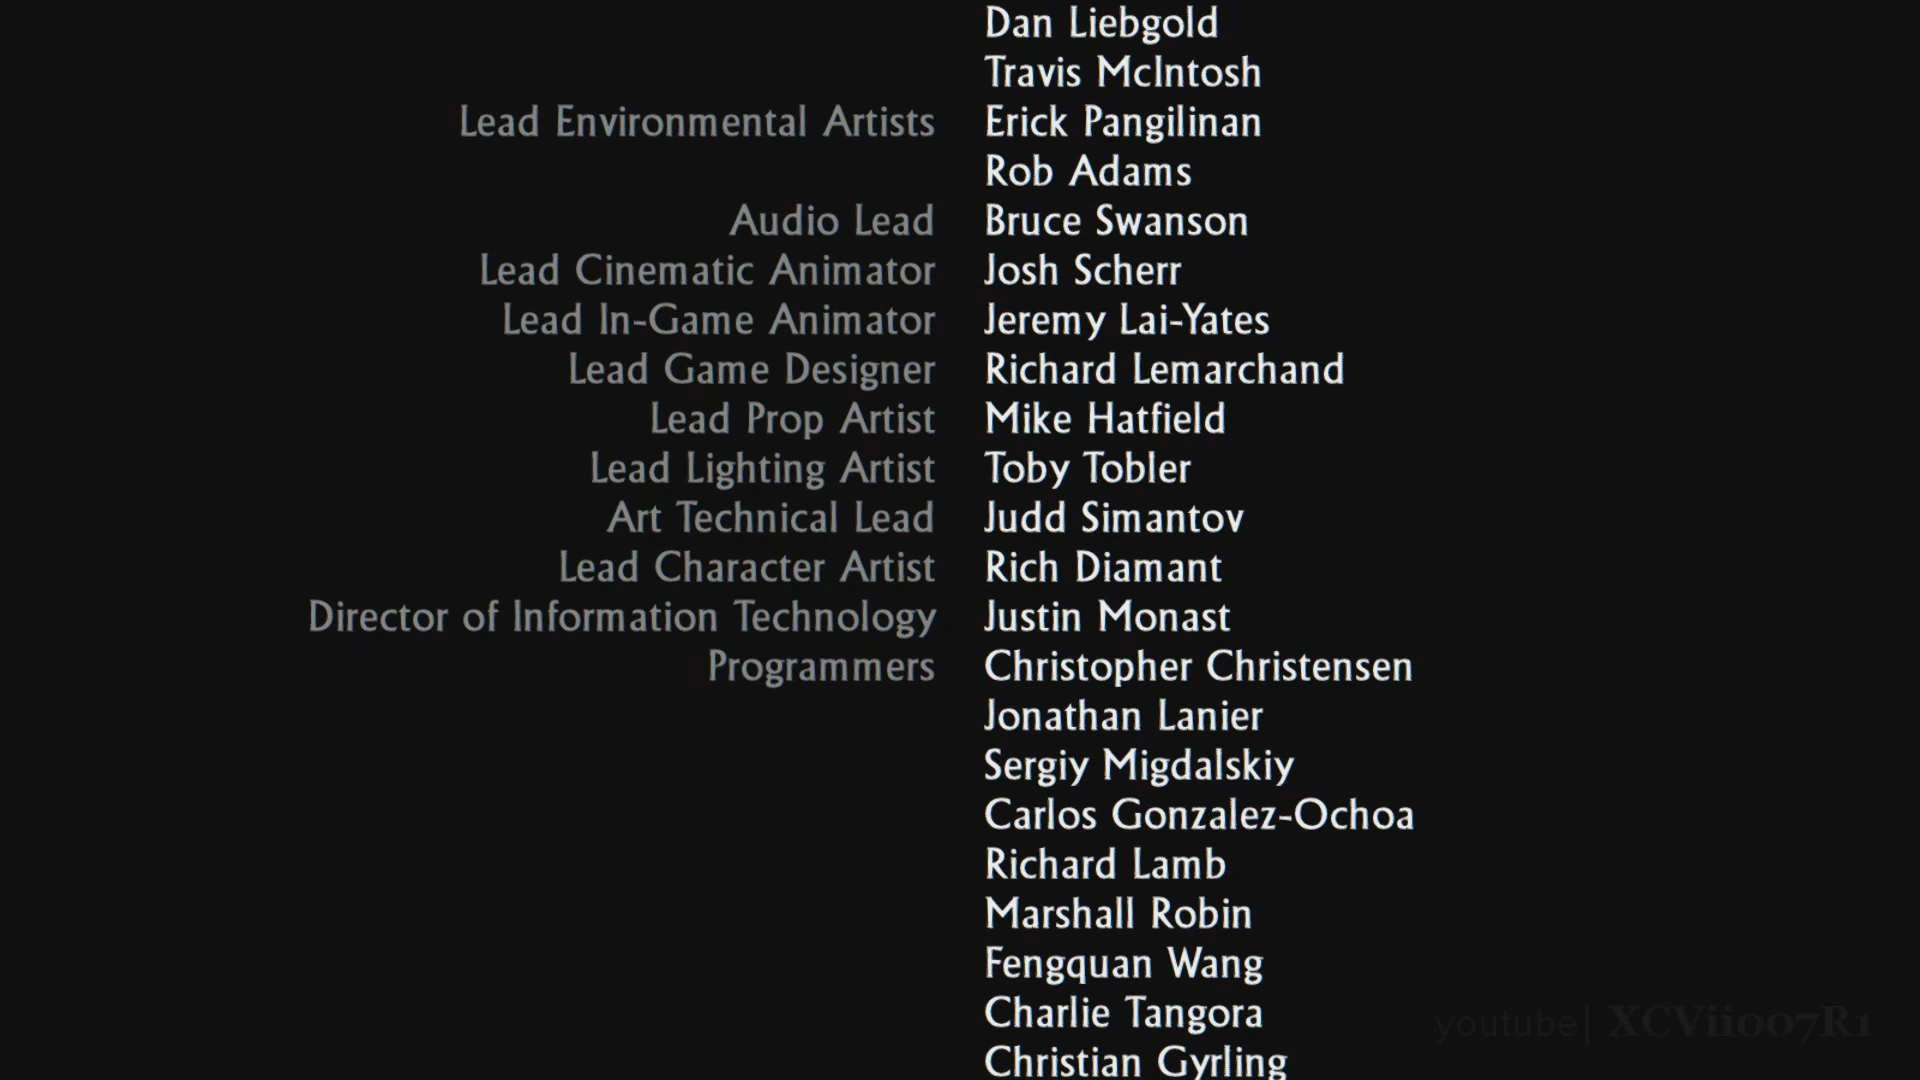 Dan Liebgold
Travis McIntosh
Lead Environmental Artists Erick Pangilinan
Rob Adams
Audio Lead Bruce Swanson
Lead Cinematic Animator Josh Scherr
Lead In-Game Animator Jeremy Lai-Yates
Lead Game Designer Richard Lemarchand
Lead Prop Artist Mike Hatfield
Lead Lighting Artist Toby Tobler
Art Technical Lead Judd Simantov
Lead Character Artist Rich Diamant
Director of Information Technology Justin Monast
Programmers Christopher Christensen
Jonathan Lanier
Sergiy Migdalskiy
Carlos Gonzalez-Ochoa
Richard Lamb
Marshall Robin
Fengquan Wang
Charlie Tangora
Christian Gyrling
youtube| XCVii007R1